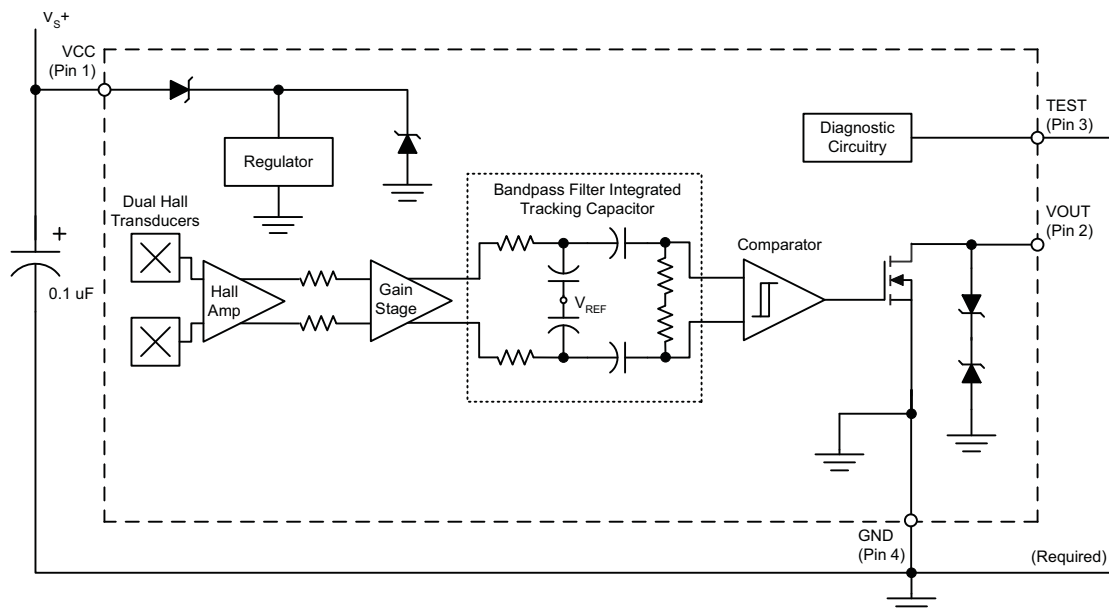 VS+
VCC
(Pin 1)
TEST
(Pin 3)
Diagnostic
Circuitry
Regulator
Bandpass Filter Integrated
Tracking Capacitor
Dual Hall
Transducers
VOUT
(Pin 2)
Comparator
+
0.1 uF
Hall
Amp
Gain
Stage
VREF
GND
(Pin 4)
(Required)